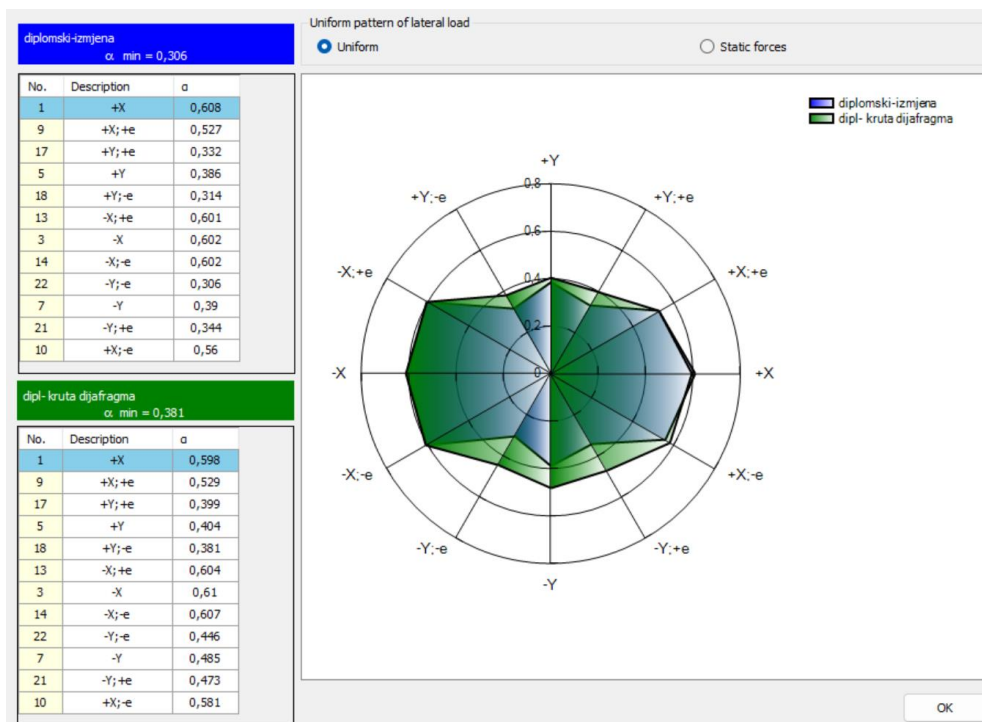 Uniform pattern of lateral load
Uniform Static forces
diplomski-izmjena
α min = 0,306
No. Description α
1 +X 0,608
9 +X;+e 0,527
17 +Y;+e 0,332
5 +Y 0,386
18 +Y;-e 0,314
13 -X;+e 0,601
3 -X 0,602
14 -X;-e 0,602
22 -Y;-e 0,306
7 -Y 0,39
21 -Y;+e 0,344
10 +X;-e 0,56
dipl- kruta dijafragma
α min = 0,381
No. Description α
1 +X 0,598
9 +X;+e 0,529
17 +Y;+e 0,399
5 +Y 0,404
18 +Y;-e 0,381
13 -X;+e 0,604
3 -X 0,61
14 -X;-e 0,607
22 -Y;-e 0,446
7 -Y 0,485
21 -Y;+e 0,473
10 +X;-e 0,581
diplomski-izmjena
dipl- kruta dijafragma
+Y
0,8
+Y;-e +Y;+e
0,6
-X;+e +X;+e
0,4
0,2
-X 0 +X
-X;-e +X;-e
-Y;-e -Y;+e
-Y
OK